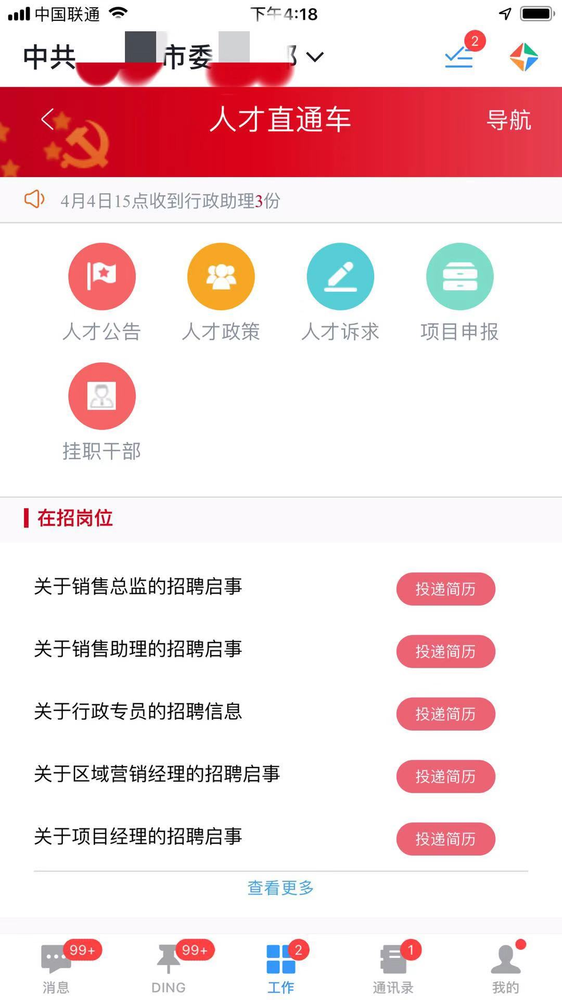 中国联通 下午4:18
中共 市委
2
人才直通车 导航
4月4日15点收到行政助理3份
人才公告 人才政策 人才诉求 项目申报
挂职干部
在招岗位
关于销售总监的招聘启事 投递简历
关于销售助理的招聘启事 投递简历
关于行政专员的招聘信息 投递简历
关于区域营销经理的招聘启事 投递简历
关于项目经理的招聘启事 投递简历
查看更多
99+ 99+ 2 1
消息 DING 工作 通讯录 我的